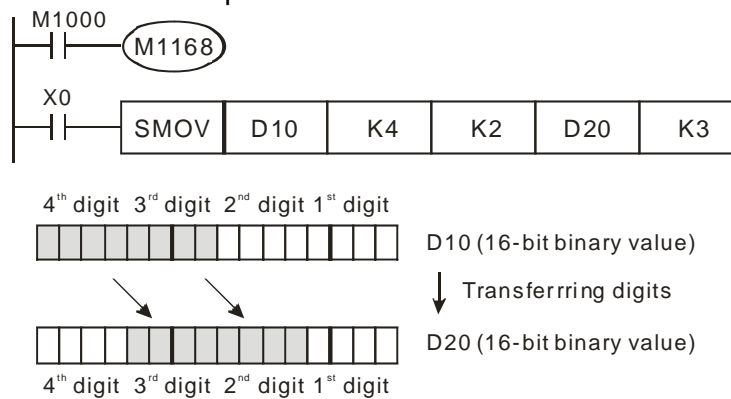 M1000
M1168
X0
SMOV D10 K4 K2 D20 K3
4th digit 3rd digit 2nd digit 1st digit
D10 (16-bit binary value)
Transferrring digits
D20 (16-bit binary value)
4th digit 3rd digit 2nd digit 1st digit